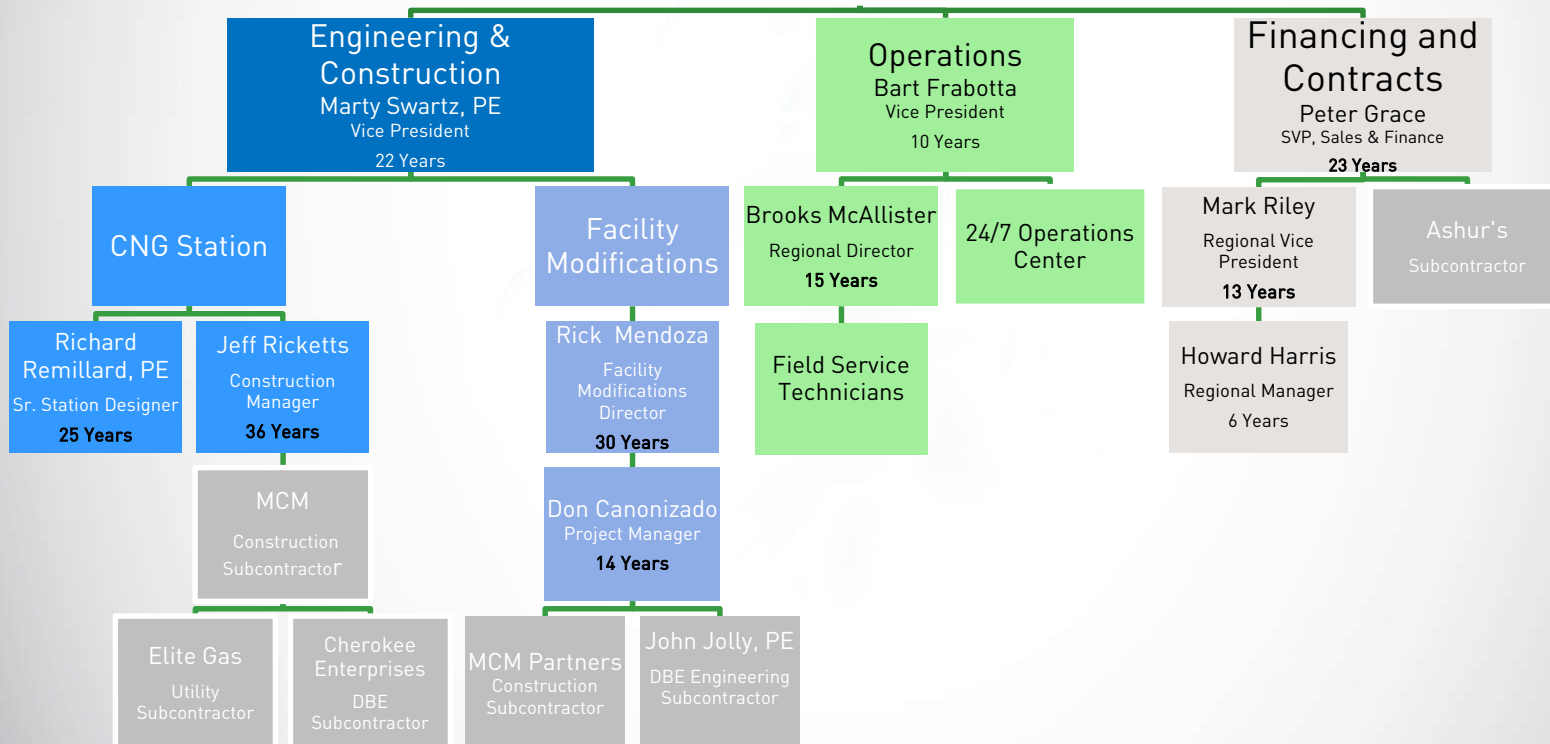 Engineering &
Construction
Marty Swartz, PE
Vice President
22 Years
Operations
Bart Frabotta
Vice President
10 Years
Financing and
Contracts
Peter Grace
SVP, Sales & Finance
23 Years
CNG Station
Facility
Modifications
Brooks McAllister
Regional Director
15 Years
24/7 Operations
Center
Mark Riley
Regional Vice
President
13 Years
Ashur's
Subcontractor
Richard
Remillard, PE
Sr. Station Designer
25 Years
Jeff Ricketts
Construction
Manager
36 Years
Rick Mendoza
Facility
Modifications
Director
30 Years
Field Service
Technicians
Howard Harris
Regional Manager
6 Years
MCM
Construction
Subcontractor
Don Canonizado
Project Manager
14 Years
Elite Gas
Utility
Subcontractor
Cherokee
Enterprises
DBE
Subcontractor
MCM Partners
Construction
Subcontractor
John Jolly, PE
DBE Engineering
Subcontractor